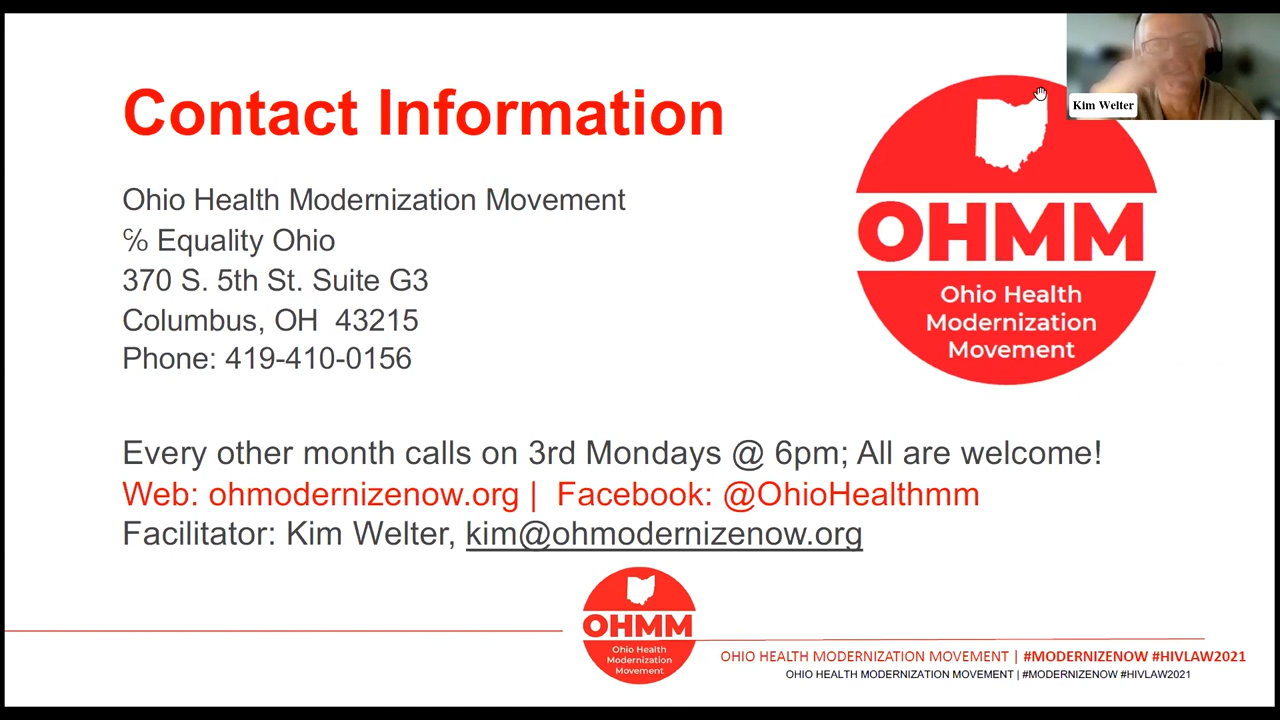 Contact Information
Kim Welter
Ohio Health Modernization Movement
℅ Equality Ohio
370 S. 5th St. Suite G3
Columbus, OH 43215
Phone: 419-410-0156
OHMM
Ohio Health
Modernization
Movement
Every other month calls on 3rd Mondays @ 6pm; All are welcome!
Web: ohmodernizenow.org | Facebook: @OhioHealthmm
Facilitator: Kim Welter, kim@ohmodernizenow.org
OHMM
Ohio Health
Modernization
Movement
OHIO HEALTH MODERNIZATION MOVEMENT | #MODERNIZENOW #HIVLAW2021
OHIO HEALTH MODERNIZATION MOVEMENT | #MODERNIZENOW #HIVLAW2021